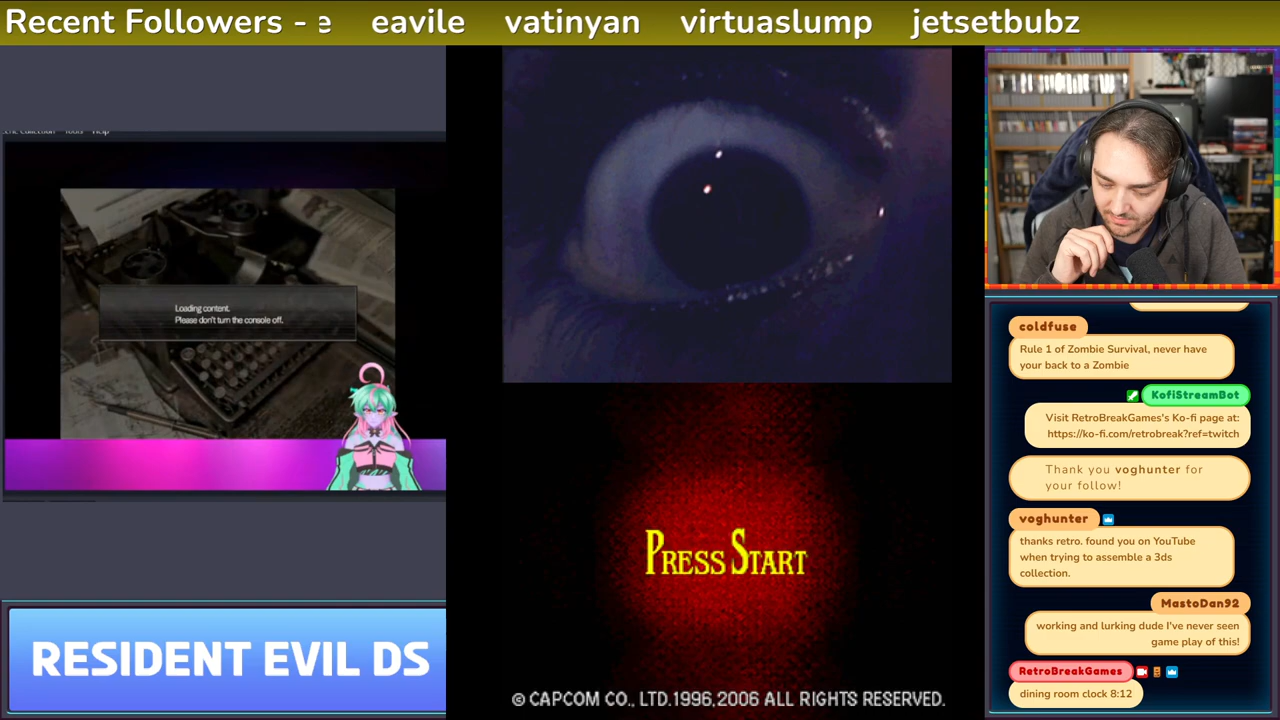 Recent Followers - e eavile vatinyan virtuaslump jetsetbubz
Help
Loading content.
Please don't turn the console off.
RESIDENT EVIL DS
PRESS START
© CAPCOM CO., LTD.1996,2006 ALL RIGHTS RESERVED.
coldfuse
Rule 1 of Zombie Survival, never have
your back to a Zombie
KofiStreamBot
Visit RetroBreakGames's Ko-fi page at:
https://ko-fi.com/retrobreak?ref=twitch
Thank you voghunter for
your follow!
voghunter
thanks retro. found you on YouTube
when trying to assemble a 3ds
collection.
MastoDan92
working and lurking dude I've never seen
game play of this!
RetroBreakGames
dining room clock 8:12